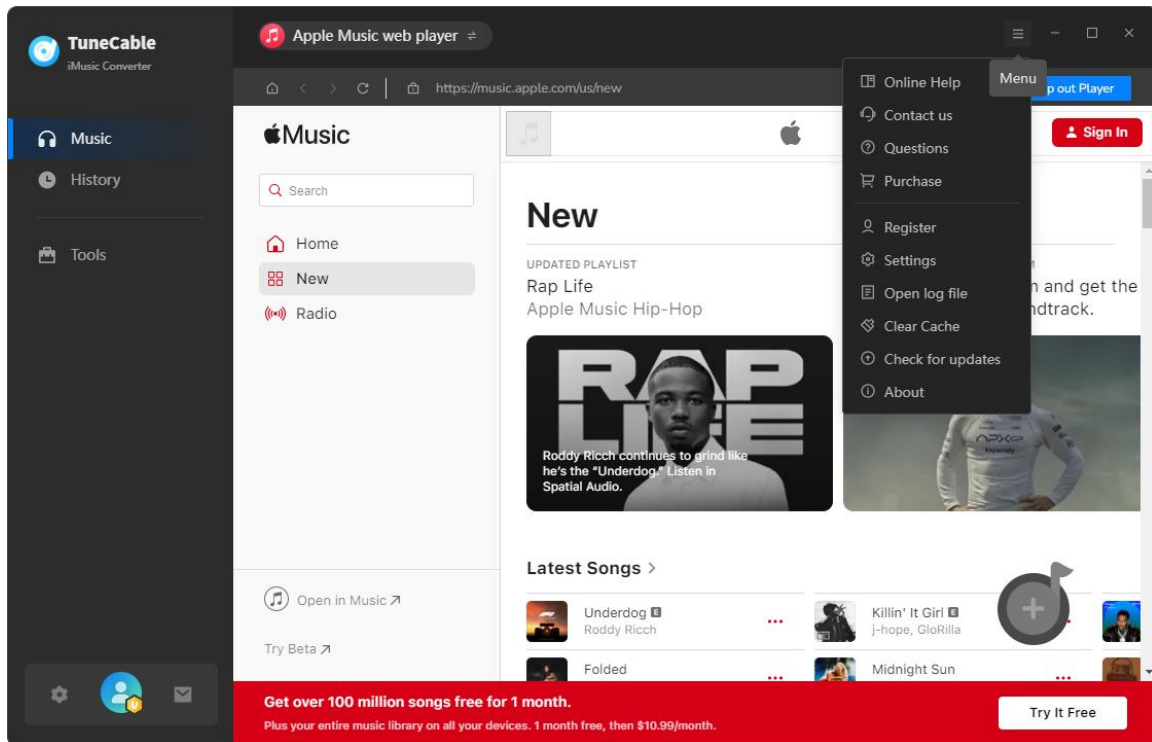 TuneCable
iMusic Converter
Music
History
Tools
Apple Music web player
https://music.apple.com/us/new
Menu
out Player
Online Help
Contact us
Questions
Purchase
Register
Settings
Open log file
Clear Cache
Check for updates
About
Music
Search
Home
New
Radio
Open in Music
Try Beta
Sign In
New
UPDATED PLAYLIST
Rap Life
Apple Music Hip-Hop
and get the
RAP
LIFE
Roddy Ricch continues to grind like
he's the “Underdog.” Listen in
Spatial Audio.
Latest Songs
Underdog E
Roddy Ricch
Killin' It Girl E
j-hope, GloRilla
Folded
Midnight Sun
Get over 100 million songs free for 1 month.
Plus your entire music library on all your devices. 1 month free, then $10.99/month.
Try It Free